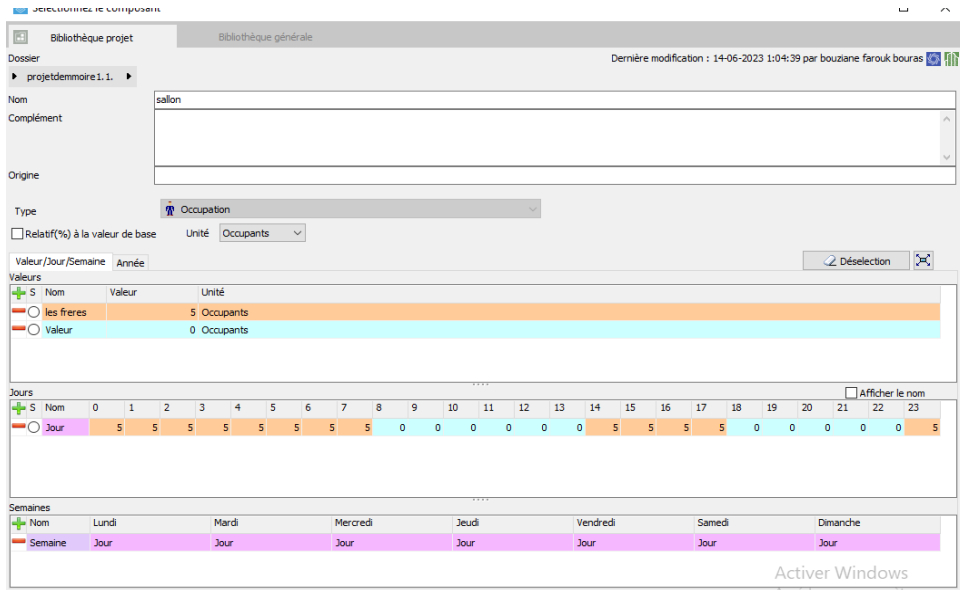 Sélectionnez le composant
Bibliothèque projet Bibliothèque générale
Dossier Dernière modification : 14-06-2023 1:04:39 par bouziane farouk bouras
projetdemmoire1.1.
Nom sallon
Complément
Origine
Type Occupation
Relatif(%) à la valeur de base Unité Occupants
Valeur/Jour/Semaine Année Déselection
Valeurs
S Nom Valeur Unité
les freres 5 Occupants
Valeur 0 Occupants
Jours Afficher le nom
S Nom 0 1 2 3 4 5 6 7 8 9 10 11 12 13 14 15 16 17 18 19 20 21 22 23
Jour 5 5 5 5 5 5 5 5 0 0 0 0 0 0 5 5 5 5 0 0 0 0 0 5
Semaines
Nom Lundi Mardi Mercredi Jeudi Vendredi Samedi Dimanche
Semaine Jour Jour Jour Jour Jour Jour Jour
Activer Windows